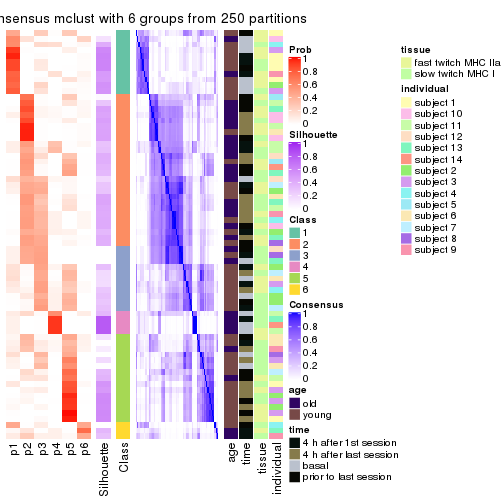 nsensus mclust with 6 groups from 250 partitions
p1
p2
p3
p4
p5
p6
Silhouette
Class
age
time
tissue
individual
Prob
1
0.8
0.6
0.4
0.2
0
Silhouette
1
0.8
0.6
0.4
0.2
0
Class
1
2
3
4
5
6
Consensus
1
0.8
0.6
0.4
0.2
0
age
old
young
time
4 h after 1st session
4 h after last session
basal
prior to last session
tissue
fast twitch MHC IIa
slow twitch MHC I
individual
subject 1
subject 10
subject 11
subject 12
subject 13
subject 14
subject 2
subject 3
subject 4
subject 5
subject 6
subject 7
subject 8
subject 9